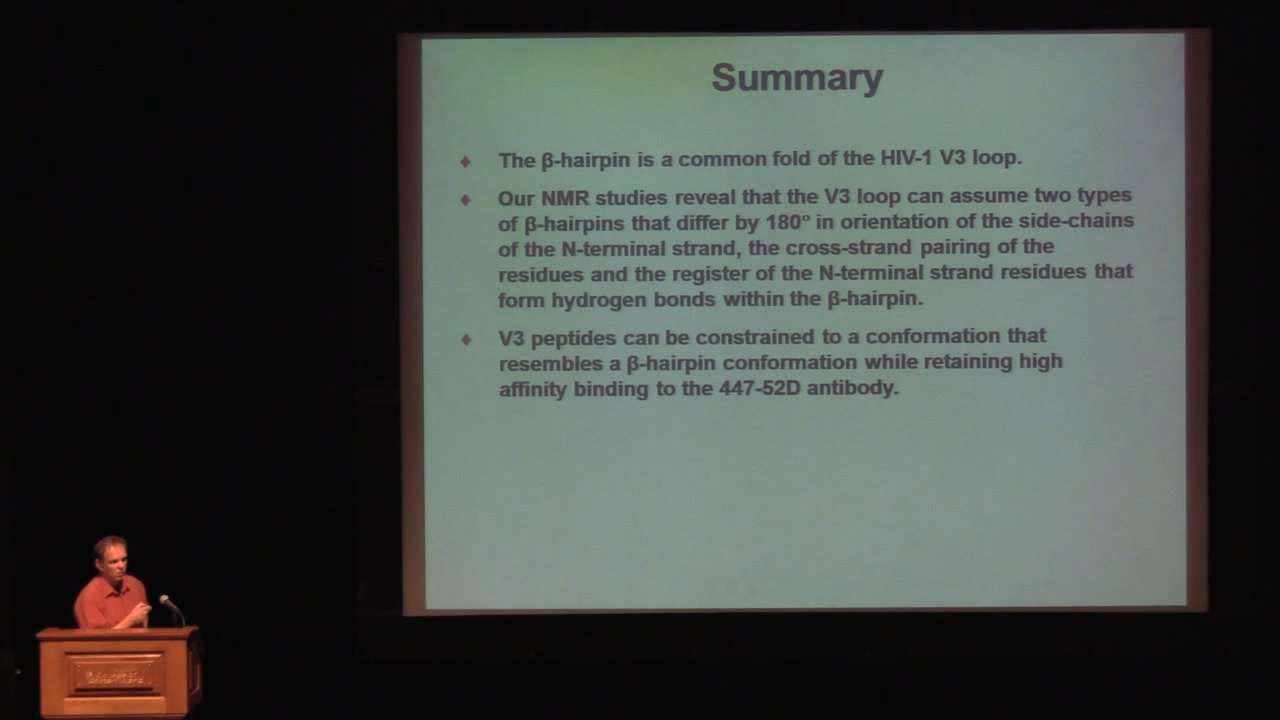 Summary
♦ The β-hairpin is a common fold of the HIV-1 V3 loop.
♦ Our NMR studies reveal that the V3 loop can assume two types
of β-hairpins that differ by 180° in orientation of the side-chains
of the N-terminal strand, the cross-strand pairing of the
residues and the register of the N-terminal strand residues that
form hydrogen bonds within the β-hairpin.
♦ V3 peptides can be constrained to a conformation that
resembles a β-hairpin conformation while retaining high
affinity binding to the 447-52D antibody.
College of
Staten Island